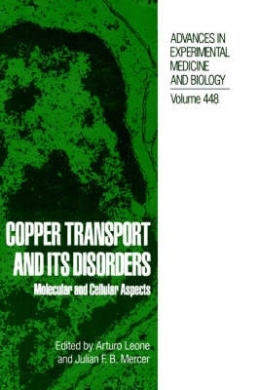 ADVANCES IN
EXPERIMENTAL
MEDICINE
AND BIOLOGY
Volume 448
COPPER TRANSPORT
AND ITS DISORDERS
Molecular and Cellular Aspects
Edited by Arturo Leone
and Julian F. B. Mercer